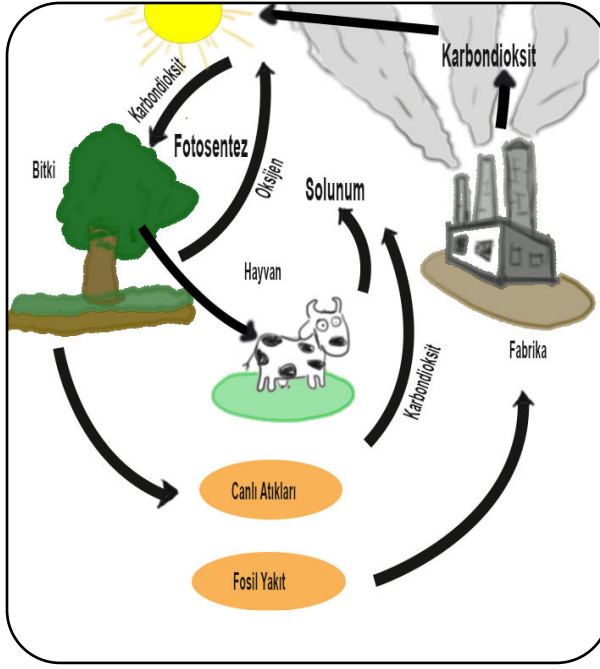 Karbondioksit
Karbondioksit
Fotosentez
Bitki
Oksijen
Solunum
Hayvan
Fabrika
Karbondioksit
Canlı Atıkları
Fosil Yakıt